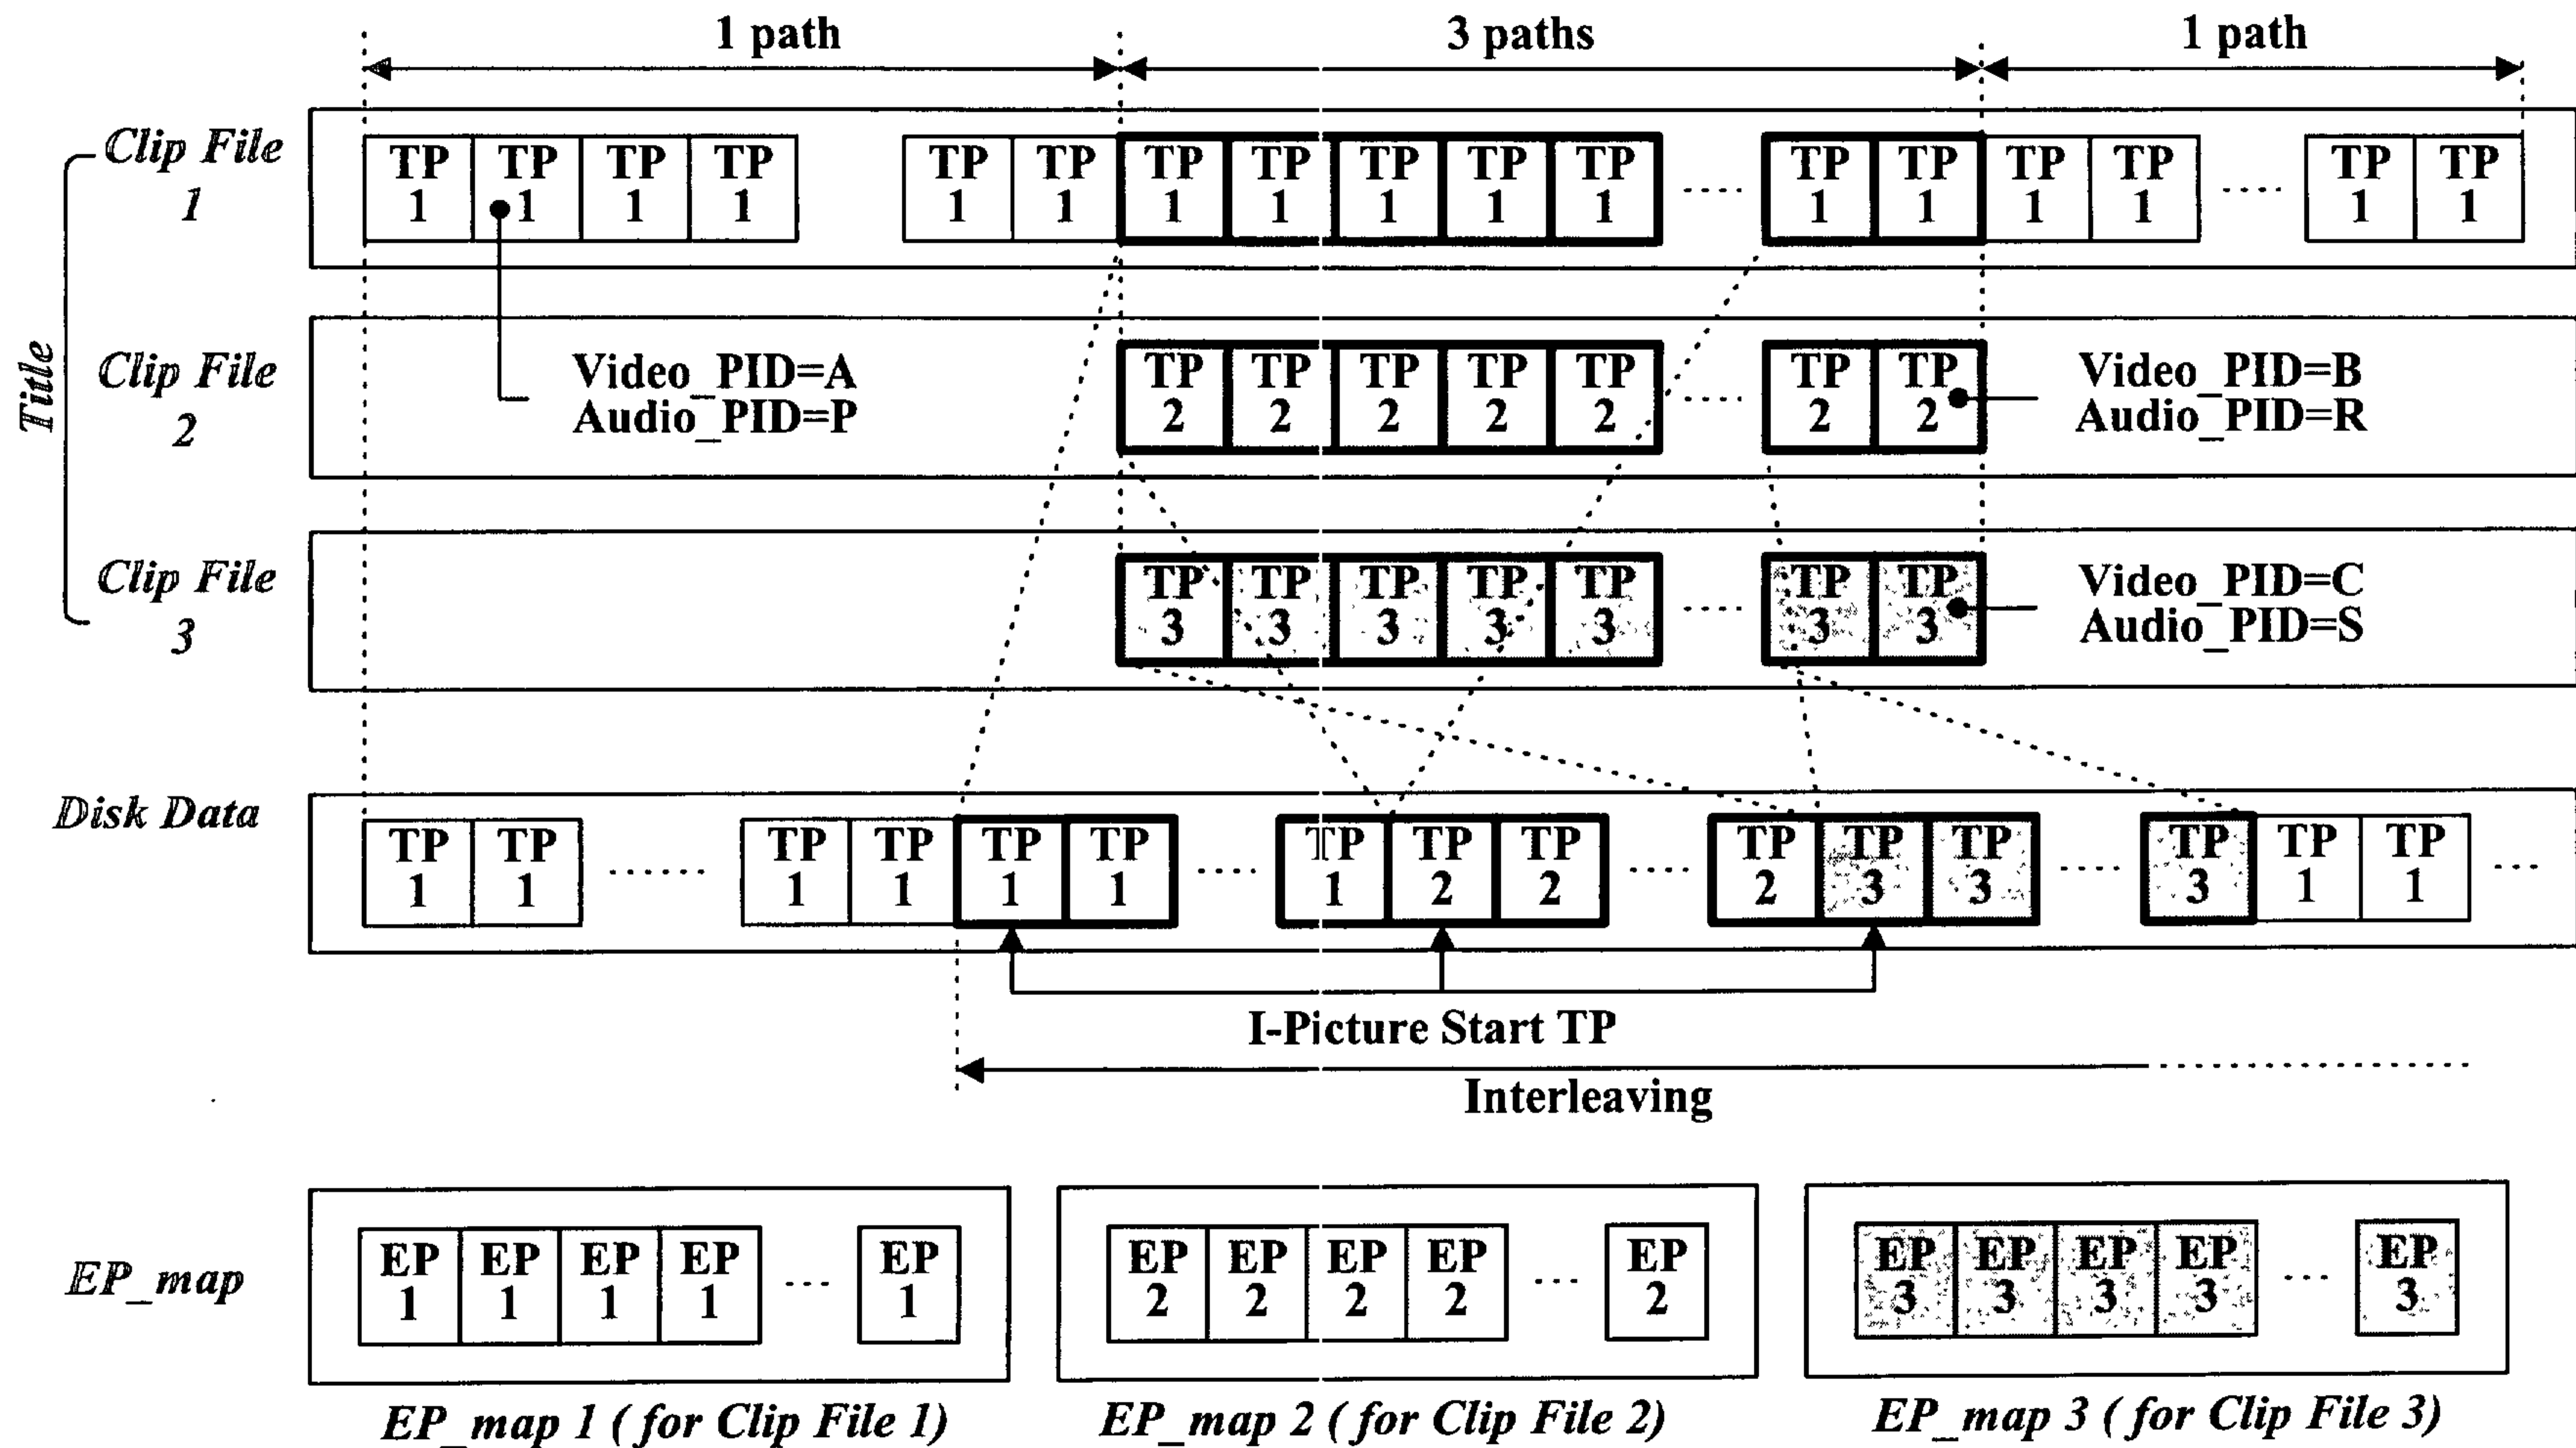 1 path 3 paths 1 path
Title
Clip File
1
TP TP TP TP TP TP TP TP TP TP TP ..... TP TP TP TP ..... TP TP
1 1 1 1 1 1 1 1 1 1 1 1 1 1 1 1 1
Clip File
2
Video_PID=A
Audio_PID=P
TP TP TP TP TP ..... TP TP
2 2 2 2 2 2 2
Video_PID=B
Audio_PID=R
Clip File
3
TP TP TP TP TP ..... TP TP
3 3 3 3 3 3 3
Video_PID=C
Audio_PID=S
Disk Data
TP TP ...... TP TP TP TP ..... TP TP TP ..... TP TP TP ..... TP TP TP ...
1 1 1 1 1 1 1 2 2 2 3 3 3 1 1
I-Picture Start TP
Interleaving
EP_map
EP EP EP EP ... EP
1 1 1 1 1
EP EP EP EP ... EP
2 2 2 2 2
EP EP EP EP ... EP
3 3 3 3 3
EP_map 1 ( for Clip File 1)
EP_map 2 ( for Clip File 2)
EP_map 3 ( for Clip File 3)